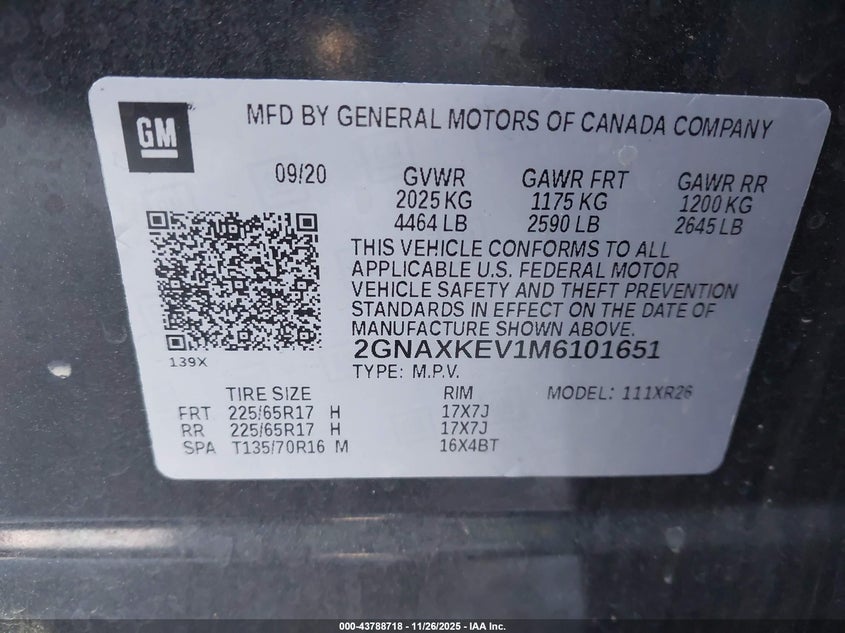 GM
MFD BY GENERAL MOTORS OF CANADA COMPANY
09/20 GVWR GAWR FRT GAWR RR
2025 KG 1175 KG 1200 KG
4464 LB 2590 LB 2645 LB
THIS VEHICLE CONFORMS TO ALL
APPLICABLE U.S. FEDERAL MOTOR
VEHICLE SAFETY AND THEFT PREVENTION
STANDARDS IN EFFECT ON THE DATE OF
MANUFACTURE SHOWN ABOVE.
139X
2GNAXKEV1M6101651
TYPE: M.P.V.
TIRE SIZE RIM MODEL: 111XR26
FRT 225/65R17 H 17X7J
RR 225/65R17 H 17X7J
SPA T135/70R16 M 16X4BT
000-43788718 - 11/26/2025 - IAA Inc.